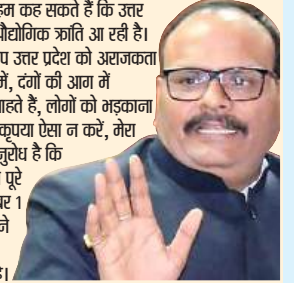 हम कह सकते हैं कि उत्तर
औद्योगिक क्रांति आ रही है।
उत्तर प्रदेश को अराजकता
में, दंगों की आग में
चाहते हैं, लोगों को भड़काना
कृपया ऐसा न करें, मेरा
अनुरोध है कि
पूरे
1
ने
है।